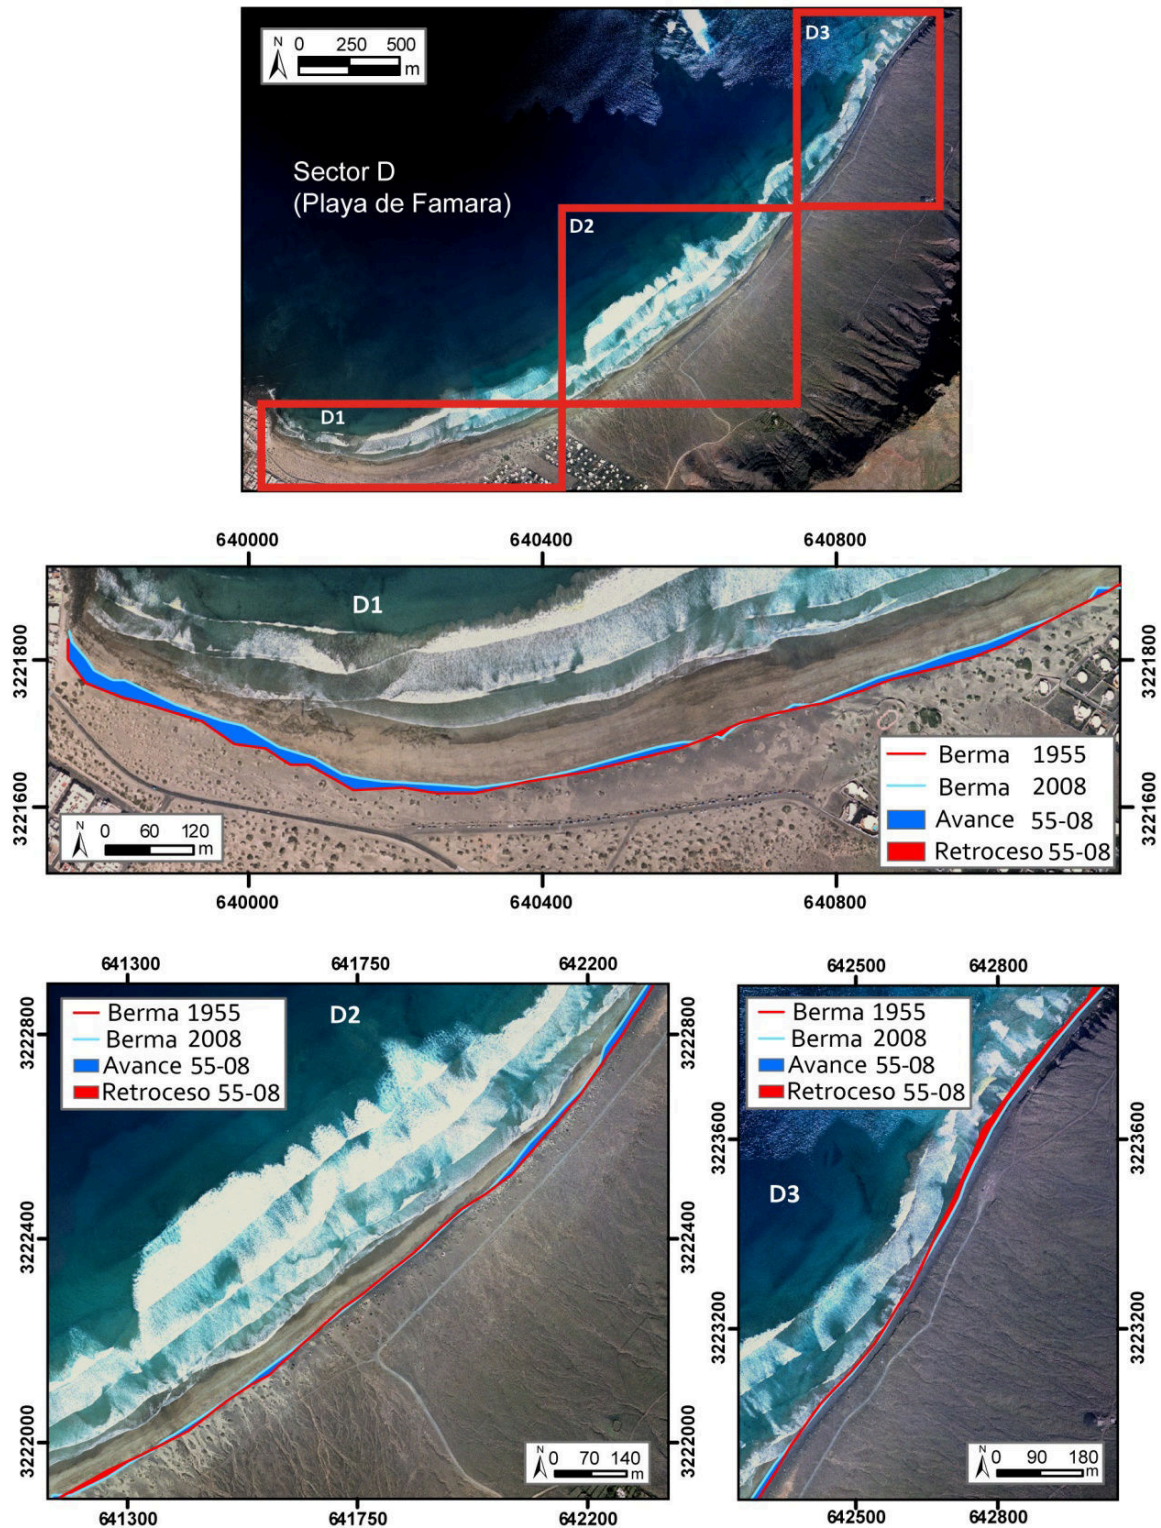 N 0 250 500
m
D3
Sector D
(Playa de Famara)
D2
D1
640000 640400 640800
D1
3221800 3221800
3221600 3221600
Berma 1955
Berma 2008
Avance 55-08
Retroceso 55-08
N 0 60 120
m
640000 640400 640800
641300 641750 642200
D2
Berma 1955
Berma 2008
Avance 55-08
Retroceso 55-08
3222800 3222800
3222400 3222400
3222000 3222000
N 0 70 140
m
641300 641750 642200
642500 642800
Berma 1955
Berma 2008
Avance 55-08
Retroceso 55-08
3223600 3223600
D3
3223200 3223200
N 0 90 180
m
642500 642800